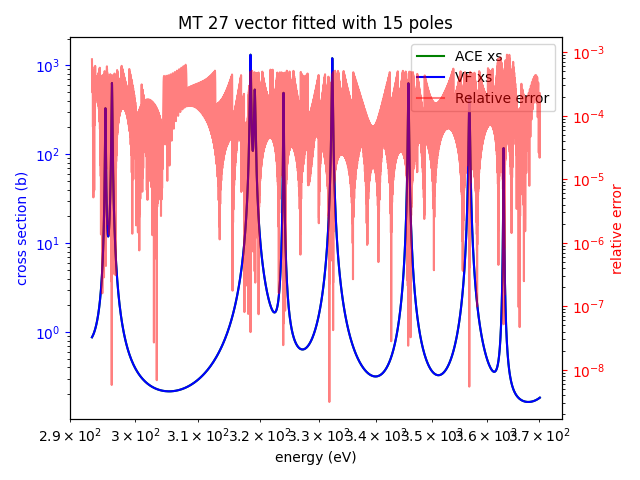 MT 27 vector fitted with 15 poles
ACE xs
VF xs
Relative error
cross section (b)
10³
10²
10¹
10⁰
relative error
10⁻³
10⁻⁴
10⁻⁵
10⁻⁶
10⁻⁷
10⁻⁸
2.9 × 10² 3 × 10² 3.1 × 10² 3.2 × 10² 3.3 × 10² 3.4 × 10² 3.5 × 10² 3.6 × 10² 3.7 × 10²
energy (eV)